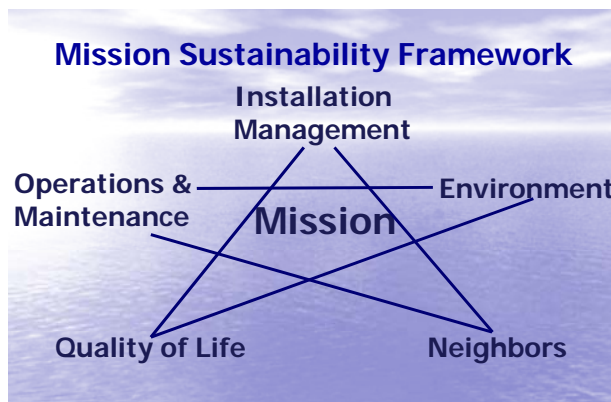 Mission Sustainability Framework
Installation
Management
Operations &
Maintenance
Environment
Mission
Quality of Life
Neighbors